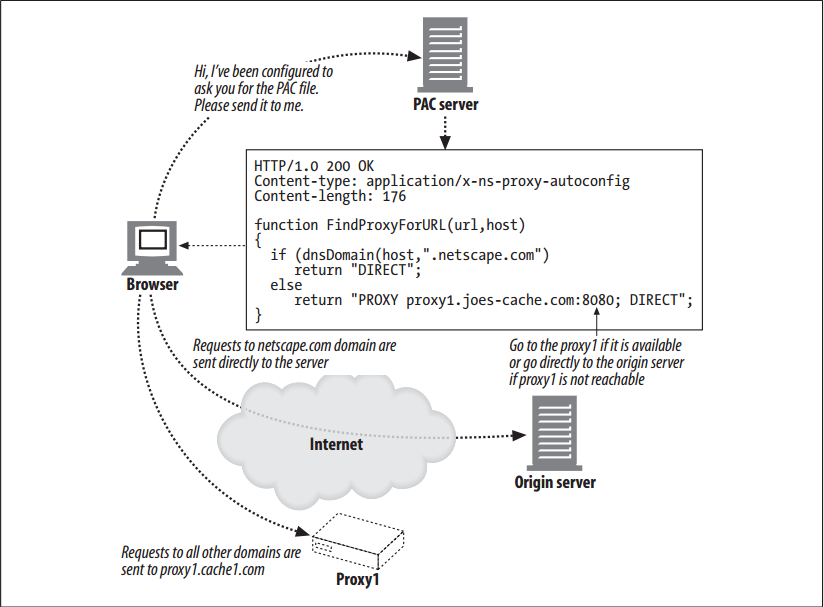 Hi, I've been configured to
ask you for the PAC file.
Please send it to me.
PAC server
HTTP/1.0 200 OK
Content-type: application/x-ns-proxy-autoconfig
Content-length: 176
function FindProxyForURL(url,host)
{
if (dnsDomain(host,".netscape.com")
return "DIRECT";
else
return "PROXY proxy1.joes-cache.com:8080; DIRECT";
}
Browser
Requests to netscape.com domain are
sent directly to the server
Go to the proxy1 if it is available
or go directly to the origin server
if proxy1 is not reachable
Internet
Origin server
Requests to all other domains are
sent to proxy1.cache1.com
Proxy1